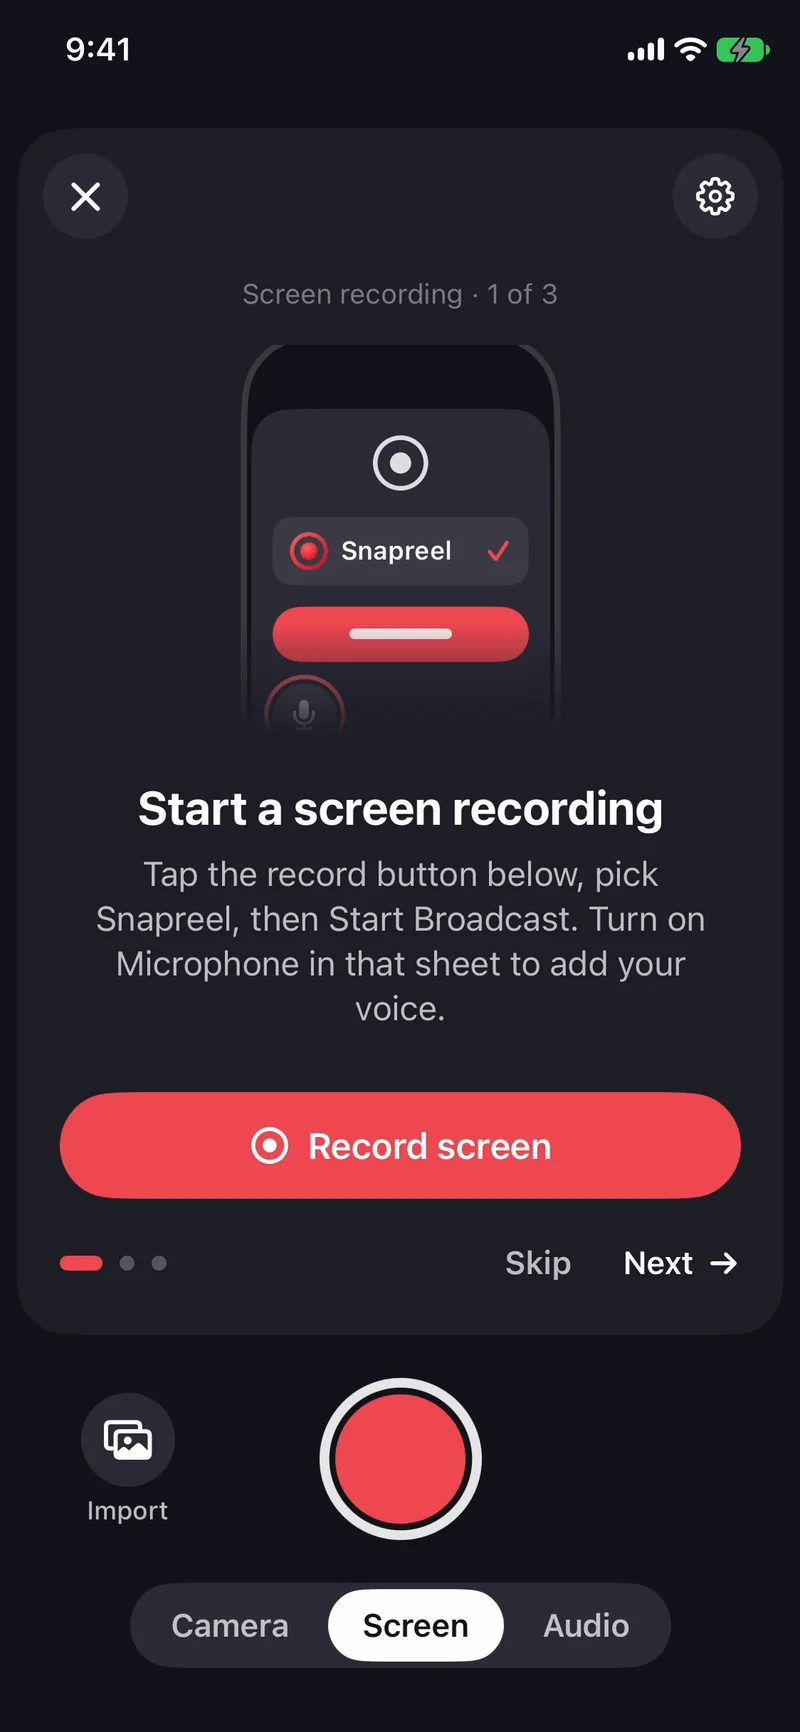 9:41
Screen recording · 1 of 3
Snapreel
Start a screen recording
Tap the record button below, pick
Snapreel, then Start Broadcast. Turn on
Microphone in that sheet to add your
voice.
Record screen
Skip
Next
Import
Camera
Screen
Audio